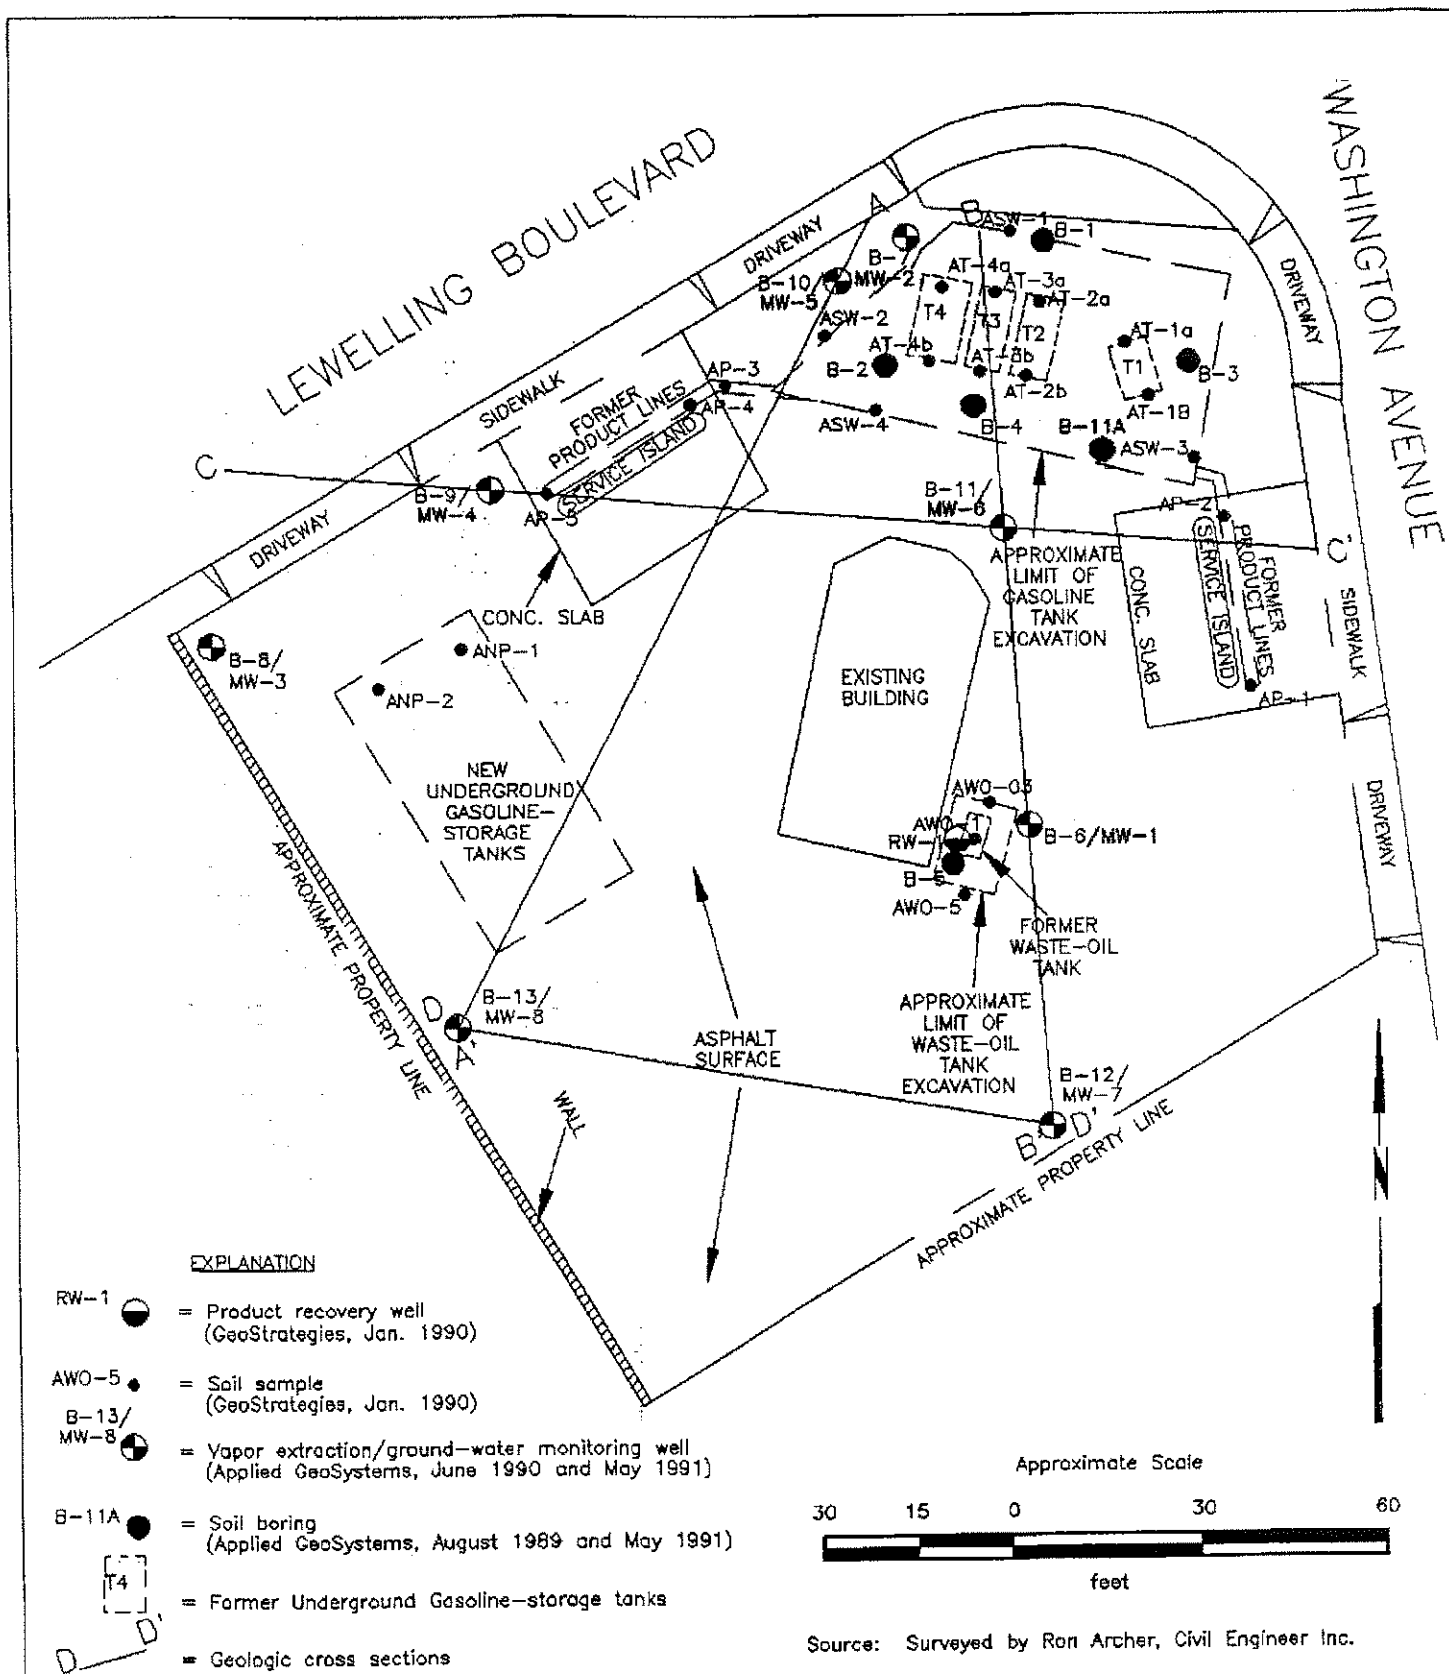 LEWELLING BOULEVARD
WASHINGTON AVENUE
DRIVEWAY
SIDEWALK
DRIVEWAY
DRIVEWAY
SIDEWALK
DRIVEWAY
A
B
ASW-1
B-1
B-
MW-2
B-10
MW-5
AT-4a
AT-3a
AT-2a
T4
T3
T2
AT-1a
T1
B-3
ASW-2
AT-4b
B-2
AT-3b
AT-2b
AT-1B
AP-3
AP-4
ASW-4
B-4
B-11A
ASW-3
FORMER
PRODUCT LINES
SERVICE ISLAND
C
B-9/
MW-4
AP-5
B-11/
MW-6
AP-2
C'
APPROXIMATE
LIMIT OF
GASOLINE
TANK
EXCAVATION
CONC. SLAB
SERVICE ISLAND
FORMER
PRODUCT LINES
AP-1
CONC. SLAB
B-8/
MW-3
ANP-1
ANP-2
EXISTING
BUILDING
NEW
UNDERGROUND
GASOLINE-
STORAGE
TANKS
AWO-03
AWO-1
RW-
B-6/MW-1
B-5
AWO-5
FORMER
WASTE-OIL
TANK
APPROXIMATE PROPERTY LINE
D
B-13/
MW-8
A'
ASPHALT
SURFACE
APPROXIMATE
LIMIT OF
WASTE-OIL
TANK
EXCAVATION
B-12/
MW-7
B'
D'
WALL
APPROXIMATE PROPERTY LINE
N
EXPLANATION
RW-1 = Product recovery well
(GeoStrategies, Jan. 1990)
AWO-5 = Soil sample
(GeoStrategies, Jan. 1990)
B-13/
MW-8 = Vapor extraction/ground-water monitoring well
(Applied GeoSystems, June 1990 and May 1991)
B-11A = Soil boring
(Applied GeoSystems, August 1989 and May 1991)
T4 = Former Underground Gasoline-storage tanks
D D' = Geologic cross sections
Approximate Scale
30 15 0 30 60
feet
Source: Surveyed by Ron Archer, Civil Engineer Inc.